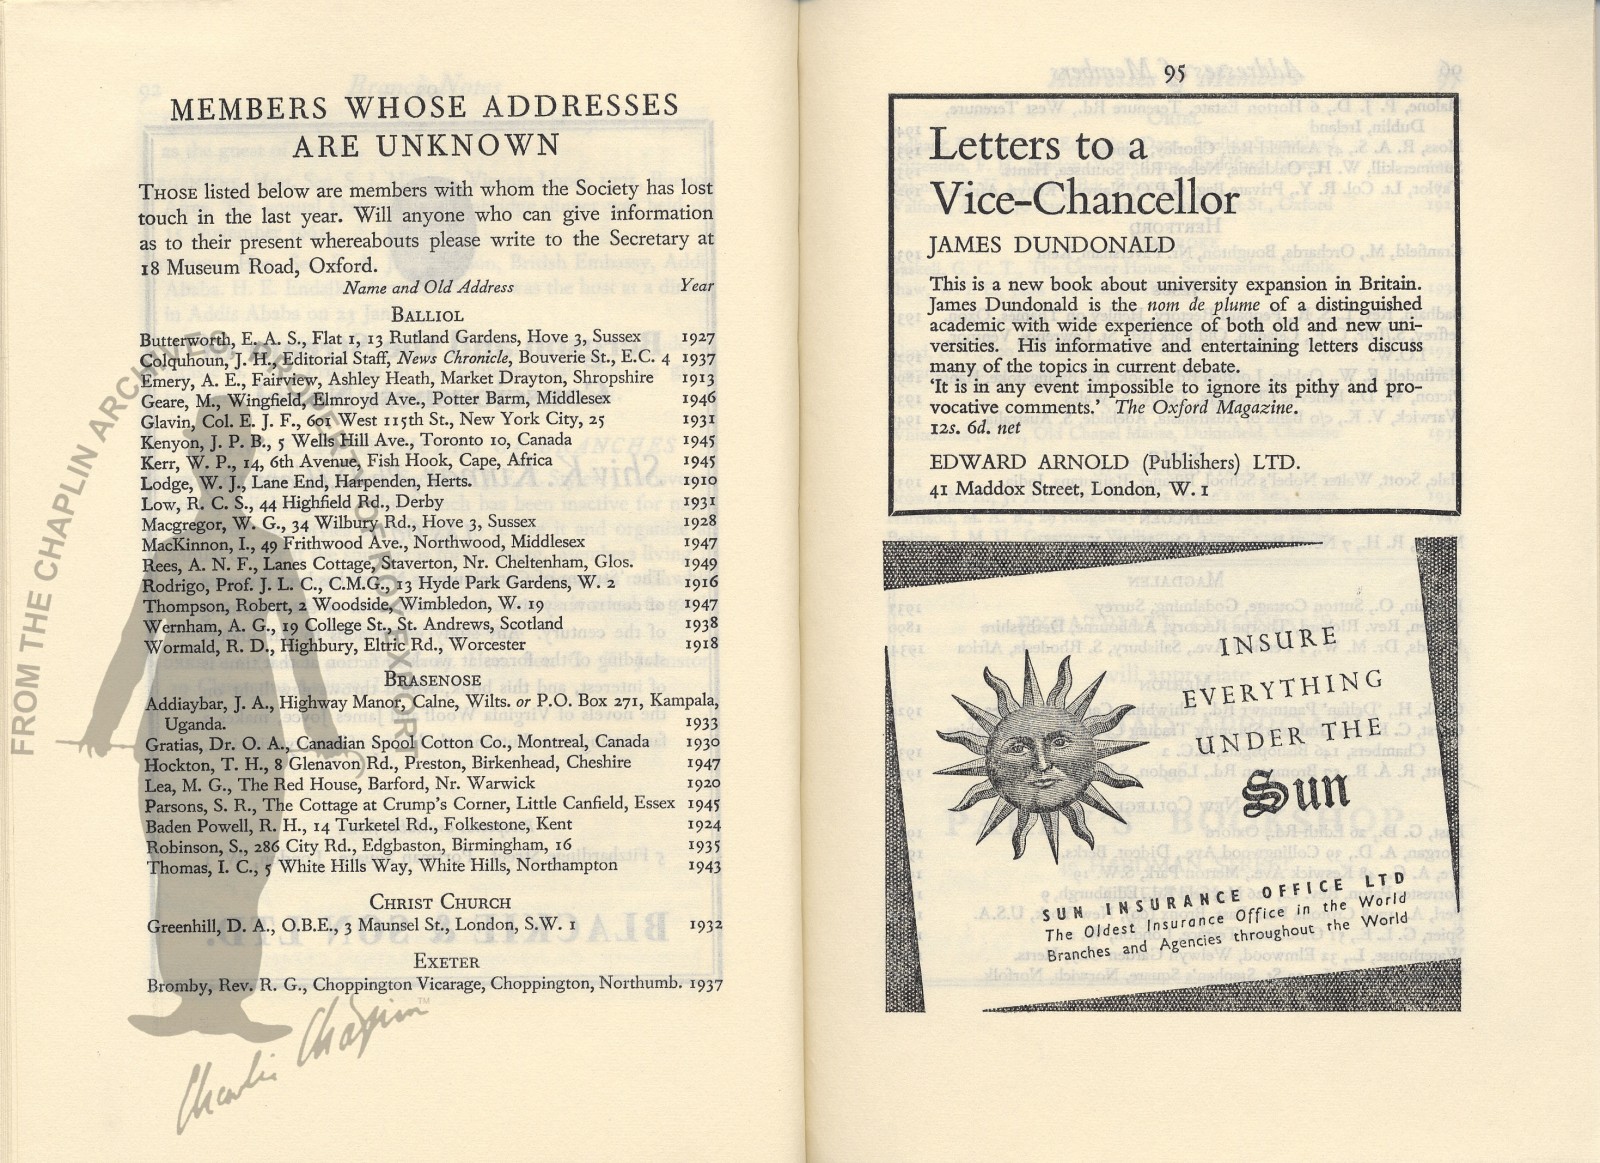 MEMBERS WHOSE ADDRESSES
ARE UNKNOWN
THOSE listed below are members with whom the Society has lost
touch in the last year. Will anyone who can give information
as to their present whereabouts please write to the Secretary at
18 Museum Road, Oxford.
Name and Old Address Year
BALLIOL
Butterworth, E. A. S., Flat 1, 13 Rutland Gardens, Hove 3, Sussex 1927
Colquhoun, J. H., Editorial Staff, News Chronicle, Bouverie St., E.C. 4 1937
Emery, A. E., Fairview, Ashley Heath, Market Drayton, Shropshire 1913
Geare, M., Wingfield, Elmroyd Ave., Potter Barm, Middlesex 1946
Glavin, Col. E. J. F., 601 West 115th St., New York City, 25 1931
Kenyon, J. P. B., 5 Wells Hill Ave., Toronto 10, Canada 1945
Kerr, W. P., 14, 6th Avenue, Fish Hook, Cape, Africa 1945
Lodge, W. J., Lane End, Harpenden, Herts. 1910
Low, R. C. S., 44 Highfield Rd., Derby 1931
Macgregor, W. G., 34 Wilbury Rd., Hove 3, Sussex 1928
MacKinnon, I., 49 Frithwood Ave., Northwood, Middlesex 1947
Rees, A. N. F., Lanes Cottage, Staverton, Nr. Cheltenham, Glos. 1949
Rodrigo, Prof. J. L. C., C.M.G., 13 Hyde Park Gardens, W. 2 1916
Thompson, Robert, 2 Woodside, Wimbledon, W. 19 1947
Wernham, A. G., 19 College St., St. Andrews, Scotland 1938
Wormald, R. D., Highbury, Eltric Rd., Worcester 1918
BRASENOSE
Addiaybar, J. A., Highway Manor, Calne, Wilts. or P.O. Box 271, Kampala,
Uganda. 1933
Gratias, Dr. O. A., Canadian Spool Cotton Co., Montreal, Canada 1930
Hockton, T. H., 8 Glenavon Rd., Preston, Birkenhead, Cheshire 1947
Lea, M. G., The Red House, Barford, Nr. Warwick 1920
Parsons, S. R., The Cottage at Crump's Corner, Little Canfield, Essex 1945
Baden Powell, R. H., 14 Turketel Rd., Folkestone, Kent 1924
Robinson, S., 286 City Rd., Edgbaston, Birmingham, 16 1935
Thomas, I. C., 5 White Hills Way, White Hills, Northampton 1943
CHRIST CHURCH
Greenhill, D. A., O.B.E., 3 Maunsel St., London, S.W. 1 1932
EXETER
Bromby, Rev. R. G., Choppington Vicarage, Choppington, Northumb. 1937
FROM THE CHAPLIN ARCHIVES. PROPERTY OF ROY EXPORT
Charlie Chaplin™
95
Letters to a
Vice-Chancellor
JAMES DUNDONALD
This is a new book about university expansion in Britain.
James Dundonald is the nom de plume of a distinguished
academic with wide experience of both old and new uni-
versities. His informative and entertaining letters discuss
many of the topics in current debate.
'It is in any event impossible to ignore its pithy and pro-
vocative comments.' The Oxford Magazine.
12s. 6d. net
EDWARD ARNOLD (Publishers) LTD.
41 Maddox Street, London, W. 1
INSURE
EVERYTHING
UNDER THE
Sun
SUN INSURANCE OFFICE LTD
The Oldest Insurance Office in the World
Branches and Agencies throughout the World